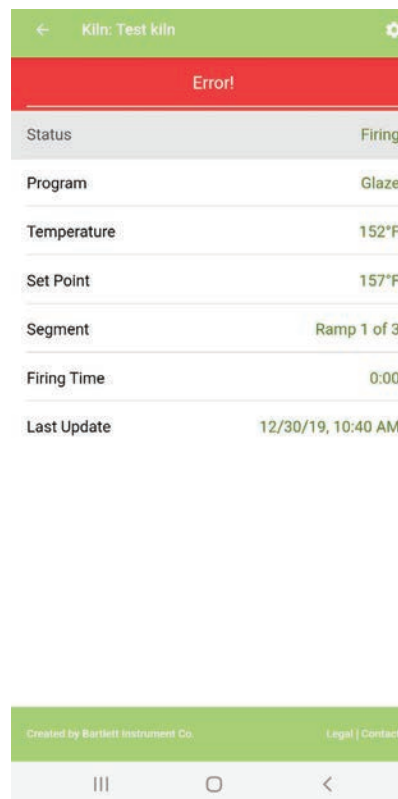 Kiln: Test kiln
Error!
Status Firing
Program Glaze
Temperature 152°F
Set Point 157°F
Segment Ramp 1 of 3
Firing Time 0:00
Last Update 12/30/19, 10:40 AM
Created by Bartlett Instrument Co. Legal | Contact